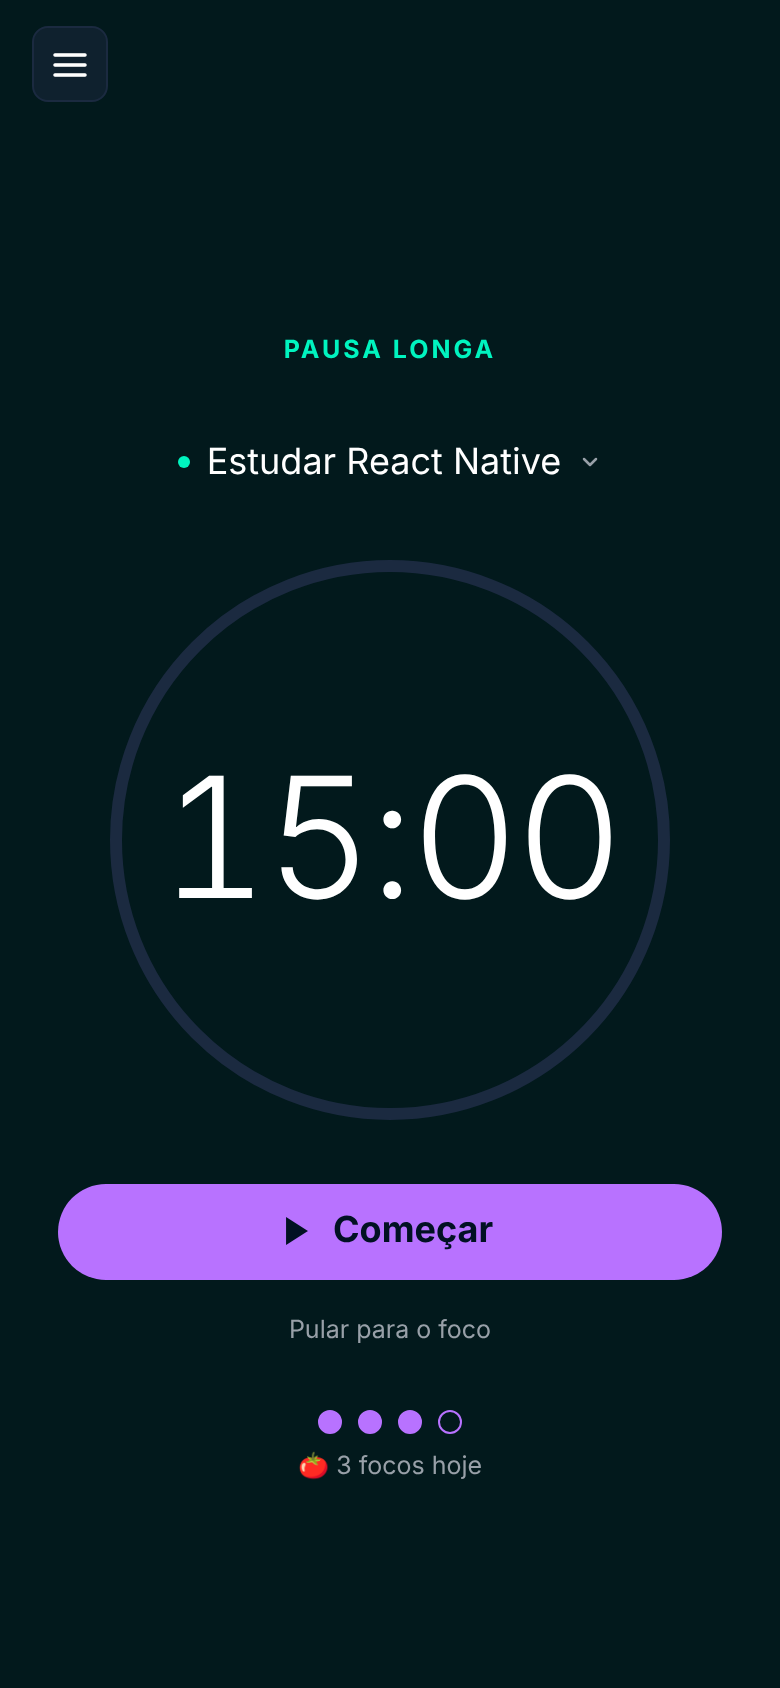 PAUSA LONGA
Estudar React Native
15:00
Começar
Pular para o foco
🍅 3 focos hoje